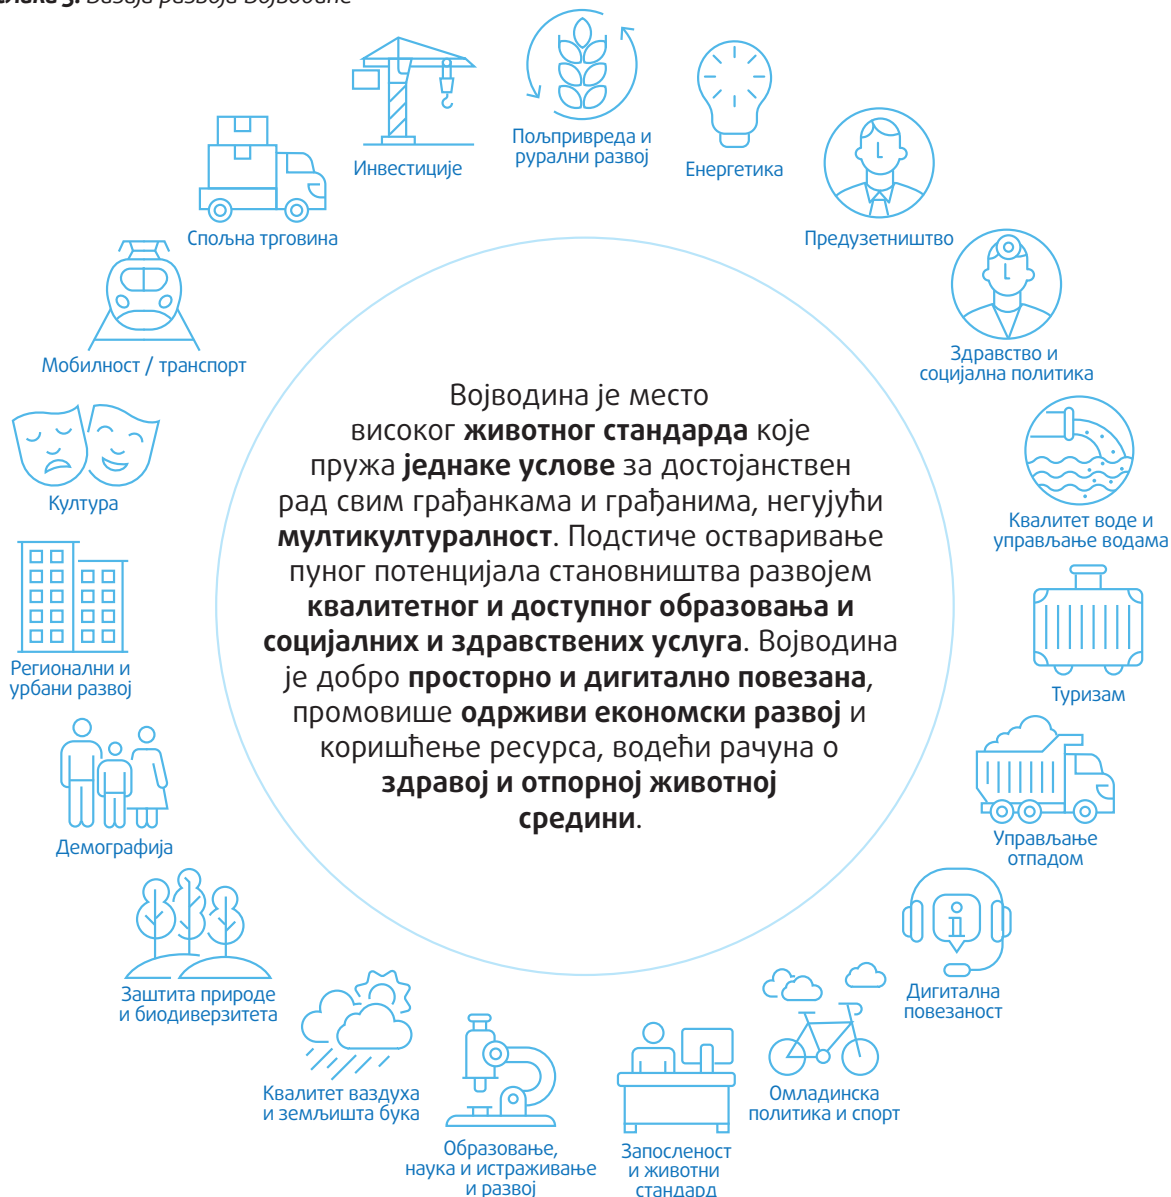 Визија развоја Војводине
Инвестиције
Пољпривреда и
рурални развој
Енергетика
Предузетништво
Здравство и
социјална политика
Квалитет воде и
управљање водама
Туризам
Управљање
отпадом
Дигитална
повезаност
Омладинска
политика и спорт
Запосленост
и животни
стандард
Образовање,
наука и истраживање
и развој
Квалитет ваздуха
и земљишта бука
Заштита природе
и биодиверзитета
Демографија
Регионални и
урбани развој
Култура
Мобилност / транспорт
Спољна трговина
Војводина је место
високог животног стандарда које
пружа једнаке услове за достојанствен
рад свим грађанкама и грађанима, негујући
мултикултуралност. Подстиче остваривање
пуног потенцијала становништва развојем
квалитетног и доступног образовања и
социјалних и здравствених услуга. Војводина
је добро просторно и дигитално повезана,
промовише одрживи економски развој и
коришћење ресурса, водећи рачуна о
здравој и отпорној животној
средини.